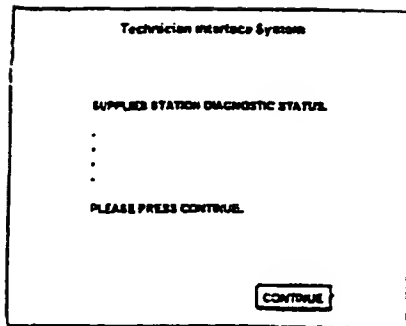 Technician Interface System
SUPPLIES STATION DIAGNOSTIC STATUS.
.
.
.
.
PLEASE PRESS CONTINUE.
CONTINUE